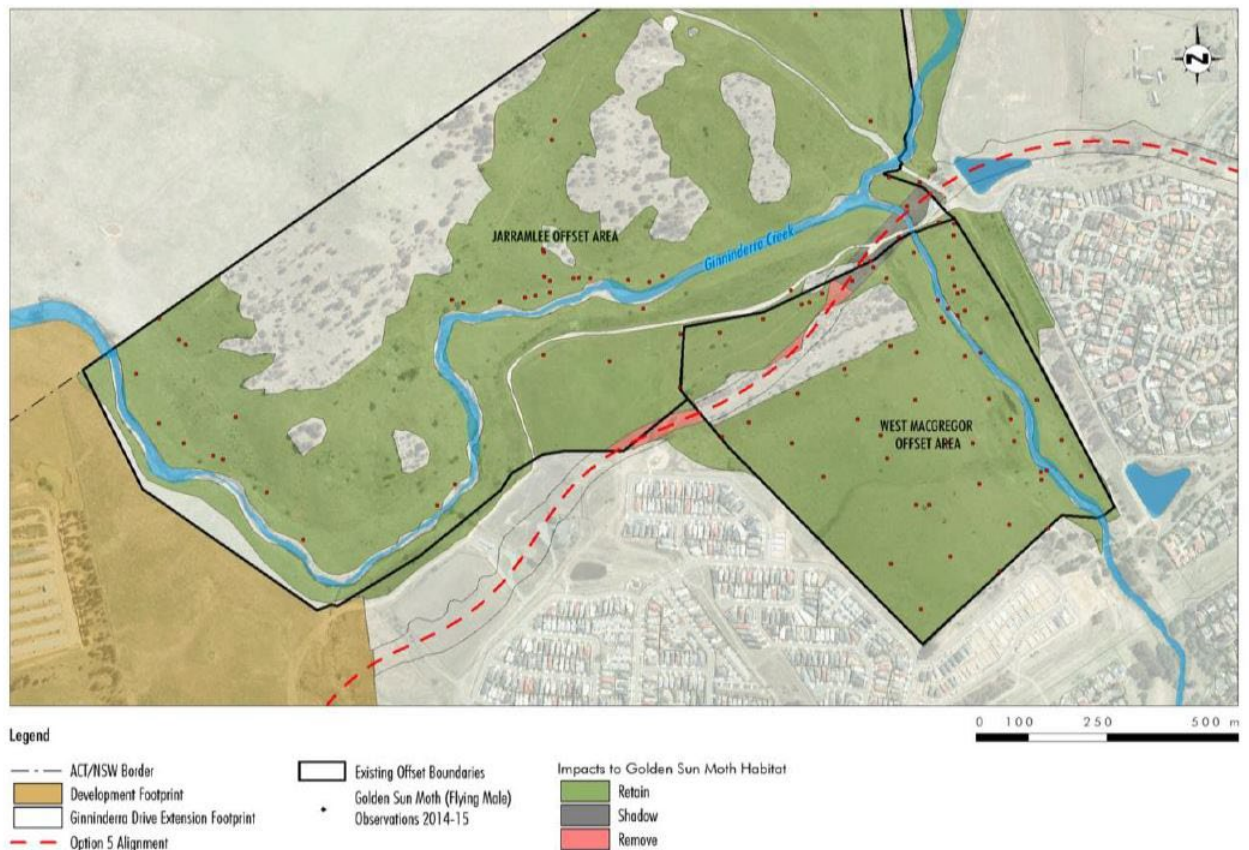 N
JARRAMLEE OFFSET AREA
Ginninderra Creek
WEST MACGREGOR
OFFSET AREA
0 100 250 500 m
Legend
ACT/NSW Border
Development Footprint
Ginninderra Drive Extension Footprint
Option 5 Alignment
Existing Offset Boundaries
Golden Sun Moth (Flying Male)
Observations 2014-15
Impacts to Golden Sun Moth Habitat
Retain
Shadow
Remove